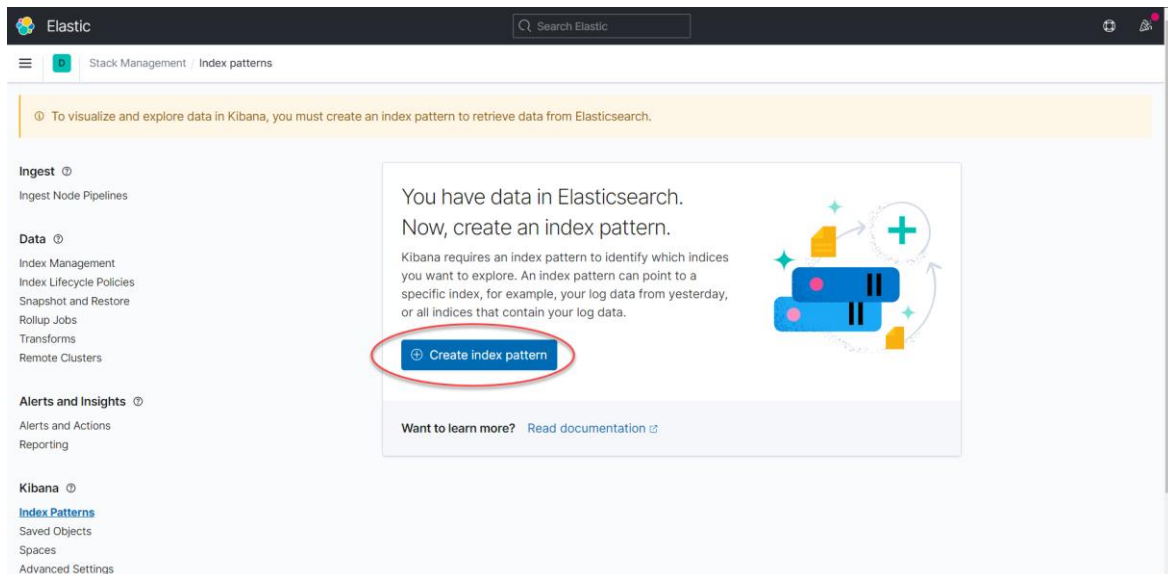 Elastic
Search Elastic
D
Stack Management / Index patterns
To visualize and explore data in Kibana, you must create an index pattern to retrieve data from Elasticsearch.
Ingest
Ingest Node Pipelines
Data
Index Management
Index Lifecycle Policies
Snapshot and Restore
Rollup Jobs
Transforms
Remote Clusters
Alerts and Insights
Alerts and Actions
Reporting
Kibana
Index Patterns
Saved Objects
Spaces
Advanced Settings
You have data in Elasticsearch.
Now, create an index pattern.
Kibana requires an index pattern to identify which indices
you want to explore. An index pattern can point to a
specific index, for example, your log data from yesterday,
or all indices that contain your log data.
Create index pattern
Want to learn more? Read documentation